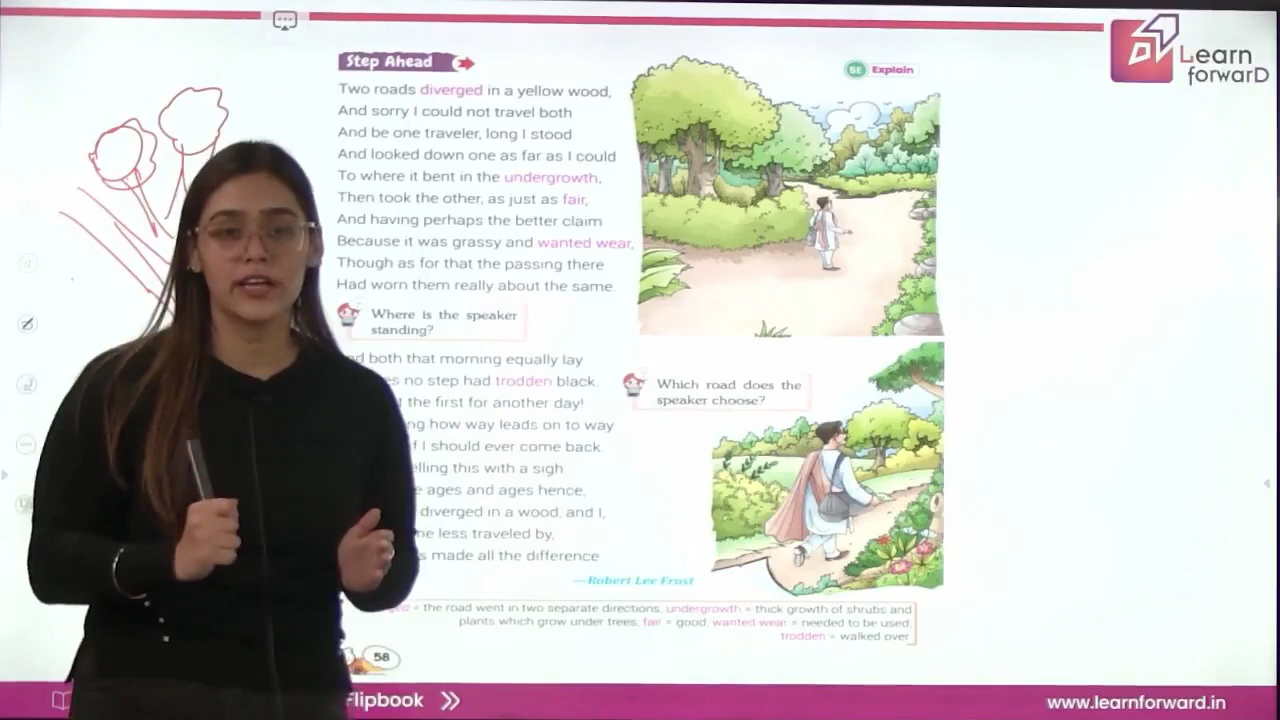 Learn
forwarD
Step Ahead
5E Explain
Two roads diverged in a yellow wood,
And sorry I could not travel both
And be one traveler, long I stood
And looked down one as far as I could
To where it bent in the undergrowth,
Then took the other, as just as fair,
And having perhaps the better claim
Because it was grassy and wanted wear,
Though as for that the passing there
Had worn them really about the same.
Where is the speaker
standing?
both that morning equally lay
no step had trodden black.
the first for another day!
how way leads on to way
I should ever come back.
this with a sigh
ages and ages hence,
diverged in a wood, and I,
less traveled by,
made all the difference.
—Robert Lee Frost
Which road does the
speaker choose?
= the road went in two separate directions, undergrowth = thick growth of shrubs and
plants which grow under trees, fair = good, wanted wear = needed to be used,
trodden = walked over
58
Flipbook
www.learnforward.in